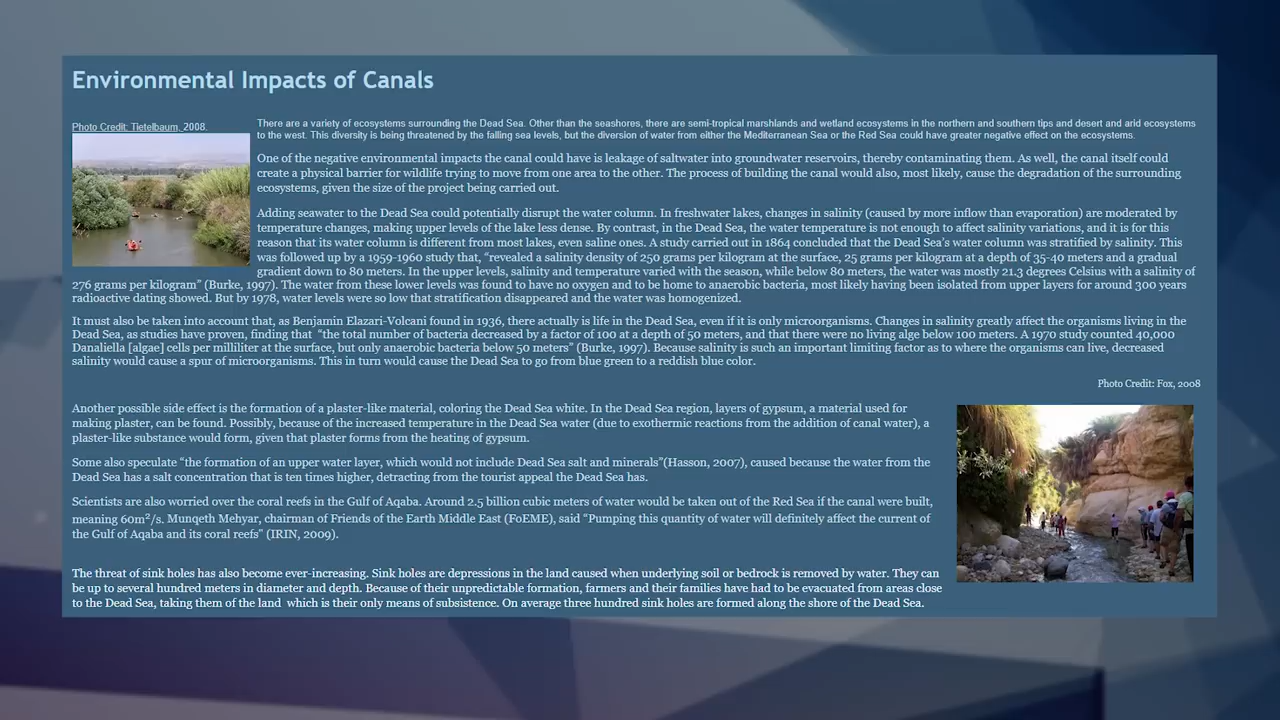 Environmental Impacts of Canals
Photo Credit: Tietelbaum, 2008.
There are a variety of ecosystems surrounding the Dead Sea. Other than the seashores, there are semi-tropical marshlands and wetland ecosystems in the northern and southern tips and desert and arid ecosystems
to the west. This diversity is being threatened by the falling sea levels, but the diversion of water from either the Mediterranean Sea or the Red Sea could have greater negative effect on the ecosystems.
One of the negative environmental impacts the canal could have is leakage of saltwater into groundwater reservoirs, thereby contaminating them. As well, the canal itself could
create a physical barrier for wildlife trying to move from one area to the other. The process of building the canal would also, most likely, cause the degradation of the surrounding
ecosystems, given the size of the project being carried out.
Adding seawater to the Dead Sea could potentially disrupt the water column. In freshwater lakes, changes in salinity (caused by more inflow than evaporation) are moderated by
temperature changes, making upper levels of the lake less dense. By contrast, in the Dead Sea, the water temperature is not enough to affect salinity variations, and it is for this
reason that its water column is different from most lakes, even saline ones. A study carried out in 1864 concluded that the Dead Sea's water column was stratified by salinity. This
was followed up by a 1959-1960 study that, “revealed a salinity density of 250 grams per kilogram at the surface, 25 grams per kilogram at a depth of 35-40 meters and a gradual
gradient down to 80 meters. In the upper levels, salinity and temperature varied with the season, while below 80 meters, the water was mostly 21.3 degrees Celsius with a salinity of
276 grams per kilogram” (Burke, 1997). The water from these lower levels was found to have no oxygen and to be home to anaerobic bacteria, most likely having been isolated from upper layers for around 300 years
radioactive dating showed. But by 1978, water levels were so low that stratification disappeared and the water was homogenized.
It must also be taken into account that, as Benjamin Elazari-Volcani found in 1936, there actually is life in the Dead Sea, even if it is only microorganisms. Changes in salinity greatly affect the organisms living in the
Dead Sea, as studies have proven, finding that “the total number of bacteria decreased by a factor of 100 at a depth of 50 meters, and that there were no living alge below 100 meters. A 1970 study counted 40,000
Danaliella [algae] cells per milliliter at the surface, but only anaerobic bacteria below 50 meters” (Burke, 1997). Because salinity is such an important limiting factor as to where the organisms can live, decreased
salinity would cause a spur of microorganisms. This in turn would cause the Dead Sea to go from blue green to a reddish blue color.
Photo Credit: Fox, 2008
Another possible side effect is the formation of a plaster-like material, coloring the Dead Sea white. In the Dead Sea region, layers of gypsum, a material used for
making plaster, can be found. Possibly, because of the increased temperature in the Dead Sea water (due to exothermic reactions from the addition of canal water), a
plaster-like substance would form, given that plaster forms from the heating of gypsum.
Some also speculate “the formation of an upper water layer, which would not include Dead Sea salt and minerals”(Hasson, 2007), caused because the water from the
Dead Sea has a salt concentration that is ten times higher, detracting from the tourist appeal the Dead Sea has.
Scientists are also worried over the coral reefs in the Gulf of Aqaba. Around 2.5 billion cubic meters of water would be taken out of the Red Sea if the canal were built,
meaning 60m²/s. Munqeth Mehyar, chairman of Friends of the Earth Middle East (FoEME), said “Pumping this quantity of water will definitely affect the current of
the Gulf of Aqaba and its coral reefs” (IRIN, 2009).
The threat of sink holes has also become ever-increasing. Sink holes are depressions in the land caused when underlying soil or bedrock is removed by water. They can
be up to several hundred meters in diameter and depth. Because of their unpredictable formation, farmers and their families have had to be evacuated from areas close
to the Dead Sea, taking them of the land which is their only means of subsistence. On average three hundred sink holes are formed along the shore of the Dead Sea.